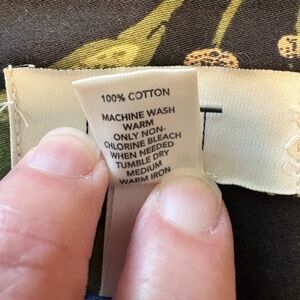 100% COTTON
MACHINE WASH
WARM
ONLY NON-
CHLORINE BLEACH
WHEN NEEDED
TUMBLE DRY
MEDIUM
WARM IRON